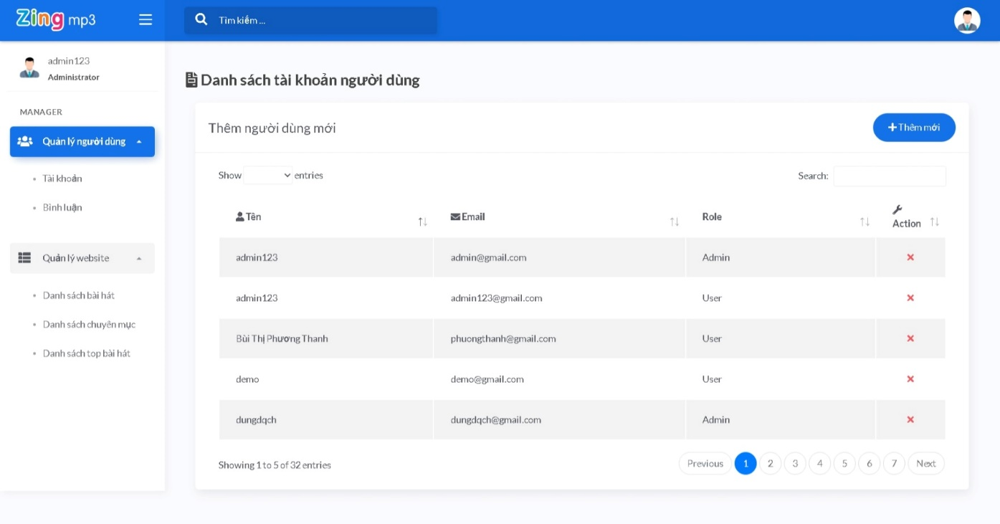 Zing mp3
Tìm kiếm ...
admin123
Administrator
MANAGER
Quản lý người dùng
Tài khoản
Bình luận
Quản lý website
Danh sách bài hát
Danh sách chuyên mục
Danh sách top bài hát
Danh sách tài khoản người dùng
Thêm người dùng mới
Thêm mới
Show entries
Search:
Tên Email Role Action
admin123 admin@gmail.com Admin
admin123 admin123@gmail.com User
Bùi Thị Phương Thanh phuongthanh@gmail.com User
demo demo@gmail.com User
dungdqch dungdqch@gmail.com Admin
Showing 1 to 5 of 32 entries
Previous 1 2 3 4 5 6 7 Next